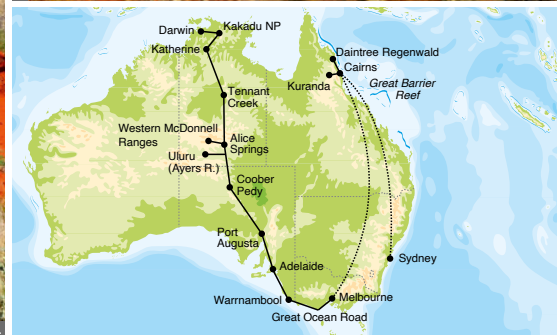 Darwin
Kakadu NP
Katherine
Daintree Regenwald
Cairns
Kuranda
Great Barrier
Reef
Tennant
Creek
Western McDonnell
Ranges
Alice
Springs
Uluru
(Ayers R.)
Coober
Pedy
Port
Augusta
Sydney
Adelaide
Warrnambool
Melbourne
Great Ocean Road